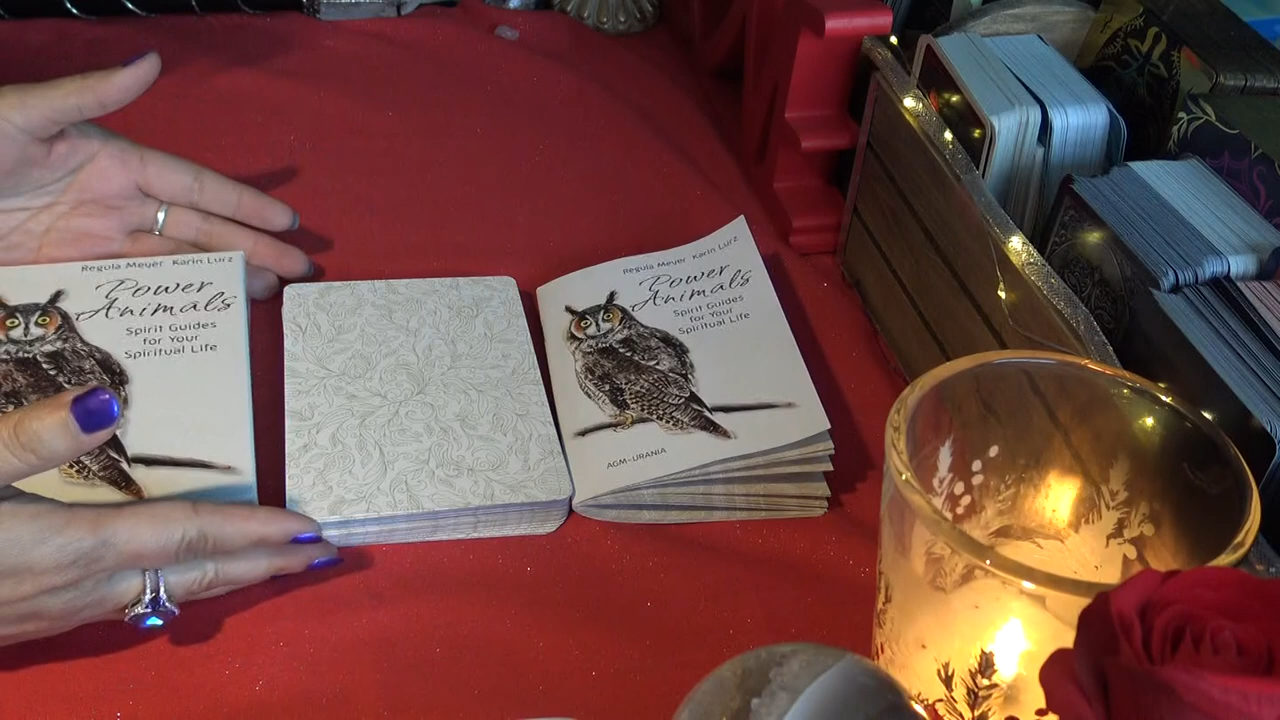 Regula Meyer Karin Lurz
Power
Animals
Spirit Guides
for Your
Spiritual Life
Regula Meyer Karin Lurz
Power
Animals
Spirit Guides
for Your
Spiritual Life
AGM-URANIA